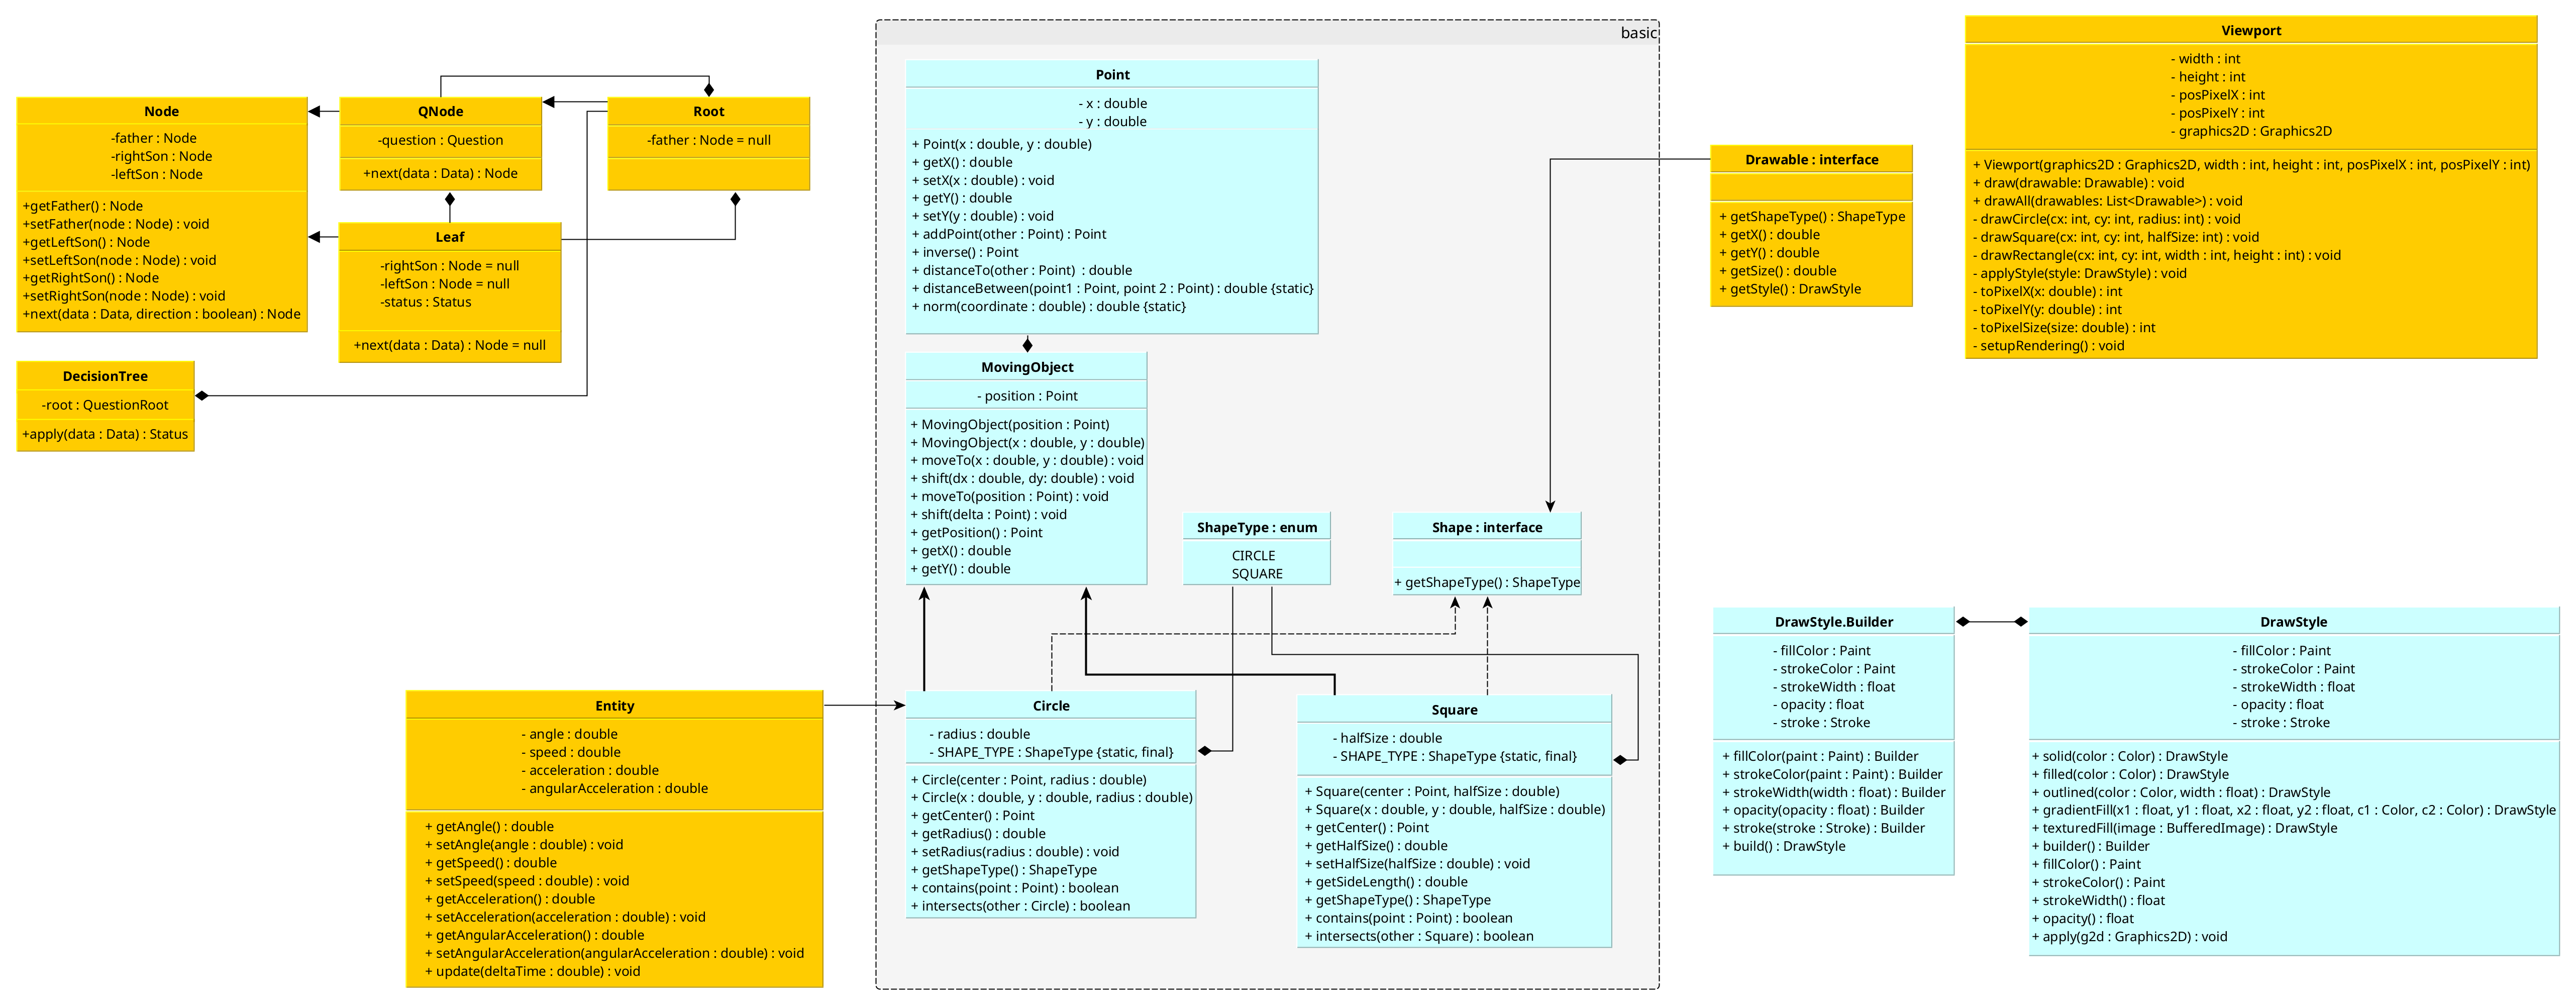 basic
Node
-father : Node
-rightSon : Node
-leftSon : Node
+getFather() : Node
+setFather(node : Node) : void
+getLeftSon() : Node
+setLeftSon(node : Node) : void
+getRightSon() : Node
+setRightSon(node : Node) : void
+next(data : Data, direction : boolean) : Node
QNode
-question : Question
+next(data : Data) : Node
Root
-father : Node = null
Leaf
-rightSon : Node = null
-leftSon : Node = null
-status : Status
+next(data : Data) : Node = null
DecisionTree
-root : QuestionRoot
+apply(data : Data) : Status
Point
- x : double
- y : double
+ Point(x : double, y : double)
+ getX() : double
+ setX(x : double) : void
+ getY() : double
+ setY(y : double) : void
+ addPoint(other : Point) : Point
+ inverse() : Point
+ distanceTo(other : Point)  : double
+ distanceBetween(point1 : Point, point 2 : Point) : double {static}
+ norm(coordinate : double) : double {static}
MovingObject
- position : Point
+ MovingObject(position : Point)
+ MovingObject(x : double, y : double)
+ moveTo(x : double, y : double) : void
+ shift(dx : double, dy: double) : void
+ moveTo(position : Point) : void
+ shift(delta : Point) : void
+ getPosition() : Point
+ getX() : double
+ getY() : double
ShapeType : enum
CIRCLE
SQUARE
Shape : interface
+ getShapeType() : ShapeType
Drawable : interface
+ getShapeType() : ShapeType
+ getX() : double
+ getY() : double
+ getSize() : double
+ getStyle() : DrawStyle
Viewport
- width : int
- height : int
- posPixelX : int
- posPixelY : int
- graphics2D : Graphics2D
+ Viewport(graphics2D : Graphics2D, width : int, height : int, posPixelX : int, posPixelY : int)
+ draw(drawable: Drawable) : void
+ drawAll(drawables: List<Drawable>) : void
- drawCircle(cx: int, cy: int, radius: int) : void
- drawSquare(cx: int, cy: int, halfSize: int) : void
- drawRectangle(cx: int, cy: int, width : int, height : int) : void
- applyStyle(style: DrawStyle) : void
- toPixelX(x: double) : int
- toPixelY(y: double) : int
- toPixelSize(size: double) : int
- setupRendering() : void
Entity
- angle : double
- speed : double
- acceleration : double
- angularAcceleration : double
+ getAngle() : double
+ setAngle(angle : double) : void
+ getSpeed() : double
+ setSpeed(speed : double) : void
+ getAcceleration() : double
+ setAcceleration(acceleration : double) : void
+ getAngularAcceleration() : double
+ setAngularAcceleration(angularAcceleration : double) : void
+ update(deltaTime : double) : void
Circle
- radius : double
- SHAPE_TYPE : ShapeType {static, final}
+ Circle(center : Point, radius : double)
+ Circle(x : double, y : double, radius : double)
+ getCenter() : Point
+ getRadius() : double
+ setRadius(radius : double) : void
+ getShapeType() : ShapeType
+ contains(point : Point) : boolean
+ intersects(other : Circle) : boolean
Square
- halfSize : double
- SHAPE_TYPE : ShapeType {static, final}
+ Square(center : Point, halfSize : double)
+ Square(x : double, y : double, halfSize : double)
+ getCenter() : Point
+ getHalfSize() : double
+ setHalfSize(halfSize : double) : void
+ getSideLength() : double
+ getShapeType() : ShapeType
+ contains(point : Point) : boolean
+ intersects(other : Square) : boolean
DrawStyle.Builder
- fillColor : Paint
- strokeColor : Paint
- strokeWidth : float
- opacity : float
- stroke : Stroke
+ fillColor(paint : Paint) : Builder
+ strokeColor(paint : Paint) : Builder
+ strokeWidth(width : float) : Builder
+ opacity(opacity : float) : Builder
+ stroke(stroke : Stroke) : Builder
+ build() : DrawStyle
DrawStyle
- fillColor : Paint
- strokeColor : Paint
- strokeWidth : float
- opacity : float
- stroke : Stroke
+ solid(color : Color) : DrawStyle
+ filled(color : Color) : DrawStyle
+ outlined(color : Color, width : float) : DrawStyle
+ gradientFill(x1 : float, y1 : float, x2 : float, y2 : float, c1 : Color, c2 : Color) : DrawStyle
+ texturedFill(image : BufferedImage) : DrawStyle
+ builder() : Builder
+ fillColor() : Paint
+ strokeColor() : Paint
+ strokeWidth() : float
+ opacity() : float
+ apply(g2d : Graphics2D) : void